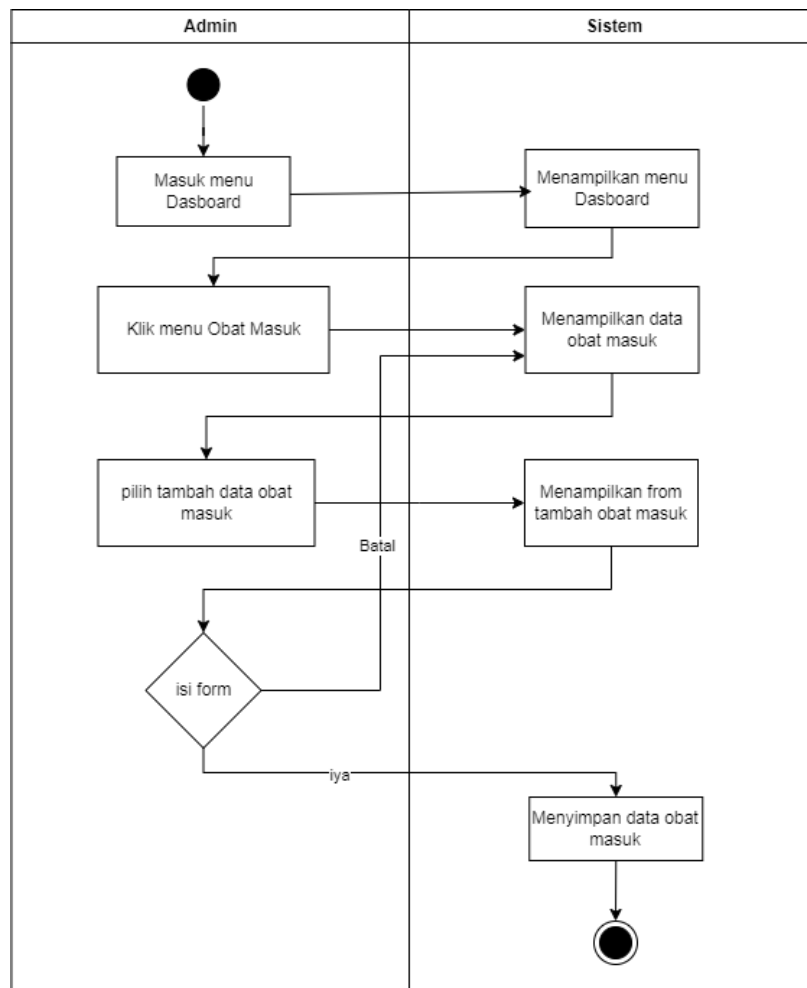 Admin
Sistem
Masuk menu
Dasboard
Menampilkan menu
Dasboard
Klik menu Obat Masuk
Menampilkan data
obat masuk
pilih tambah data obat
masuk
Menampilkan from
tambah obat masuk
Batal
isi form
iya
Menyimpan data obat
masuk